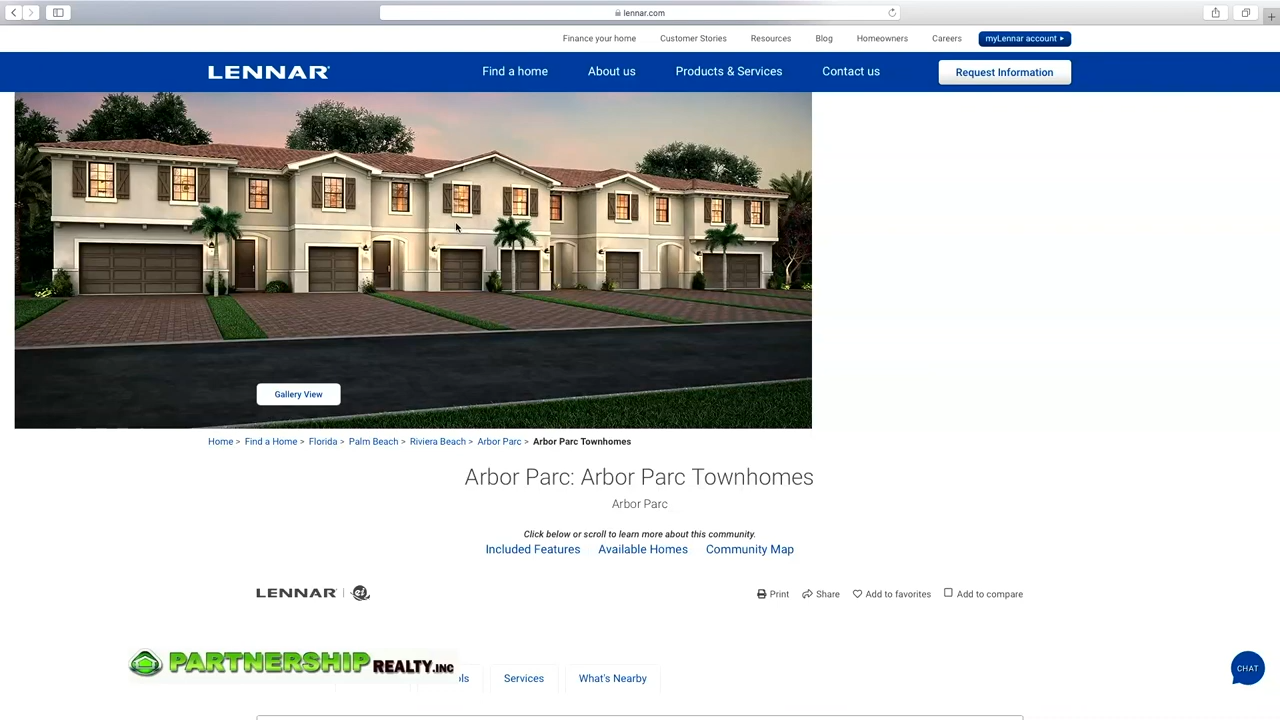 lennar.com
Finance your home Customer Stories Resources Blog Homeowners Careers myLennar account
LENNAR Find a home About us Products & Services Contact us Request Information
Gallery View
Home > Find a Home > Florida > Palm Beach > Riviera Beach > Arbor Parc > Arbor Parc Townhomes
Arbor Parc: Arbor Parc Townhomes
Arbor Parc
Click below or scroll to learn more about this community.
Included Features Available Homes Community Map
LENNAR | ei Print Share Add to favorites Add to compare
PARTNERSHIP REALTY.INC
ols Services What's Nearby
CHAT